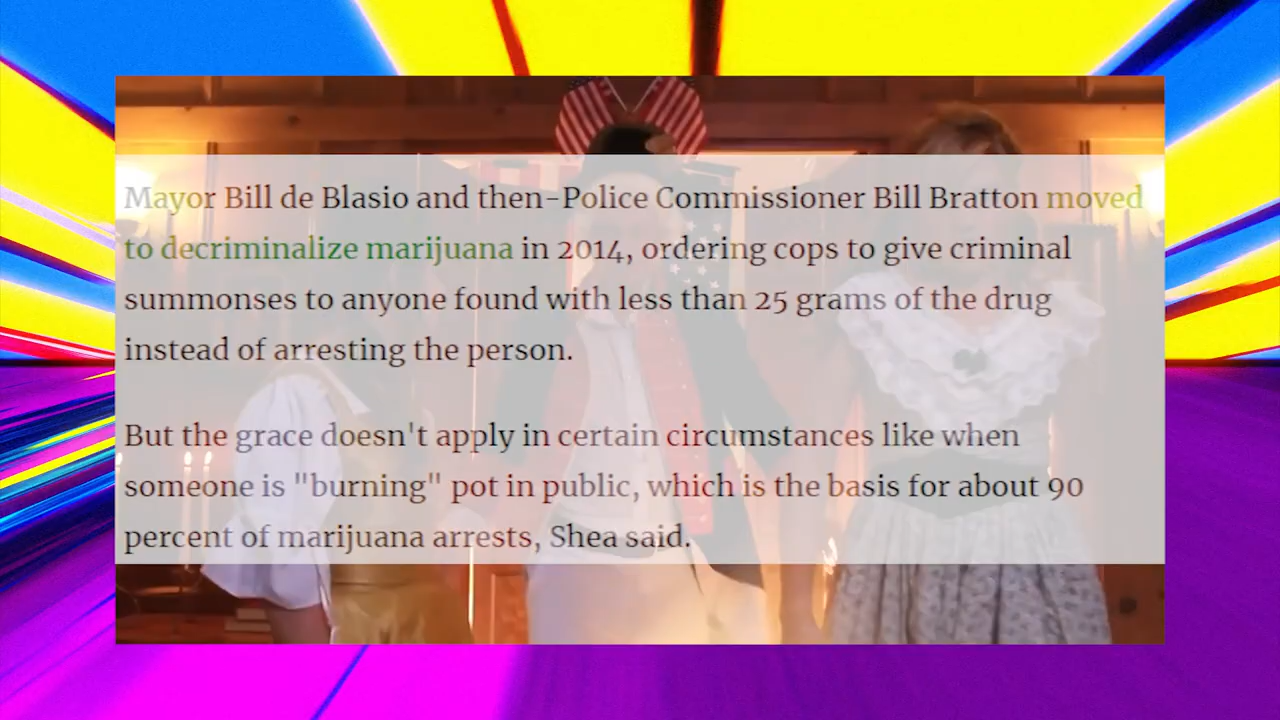 Mayor Bill de Blasio and then-Police Commissioner Bill Bratton moved
to decriminalize marijuana in 2014, ordering cops to give criminal
summonses to anyone found with less than 25 grams of the drug
instead of arresting the person.
But the grace doesn't apply in certain circumstances like when
someone is "burning" pot in public, which is the basis for about 90
percent of marijuana arrests, Shea said.